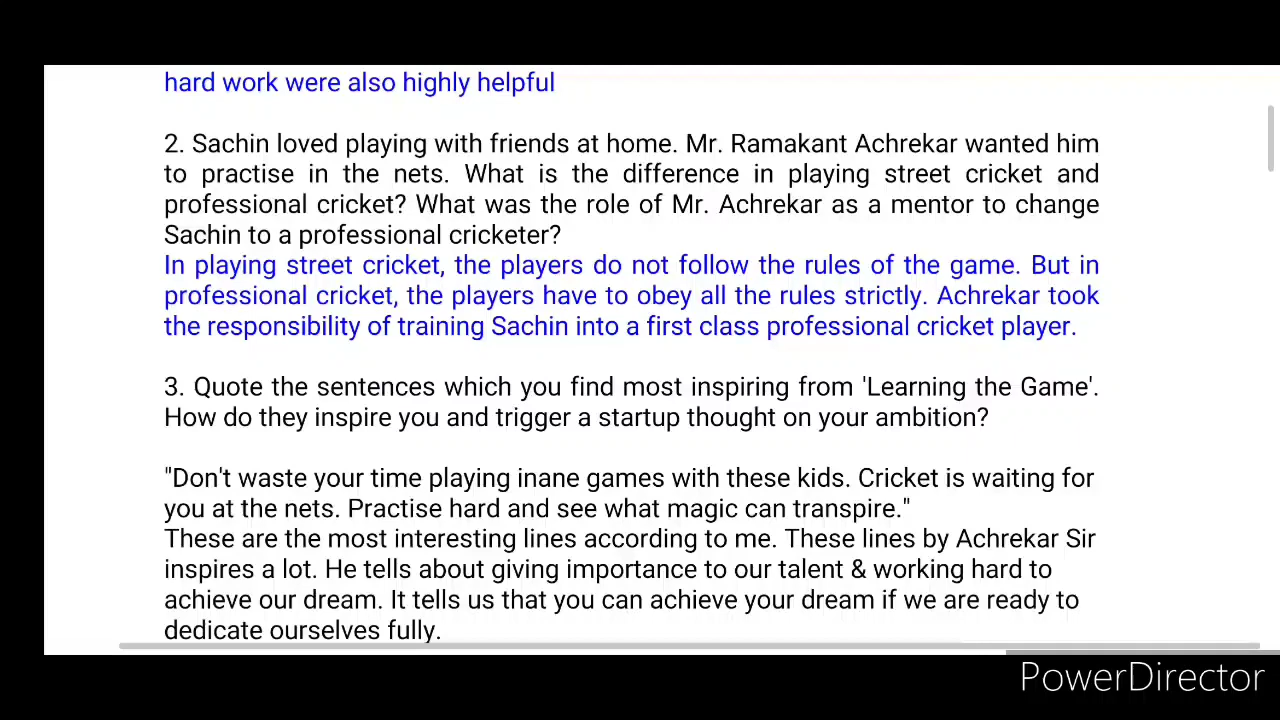 hard work were also highly helpful
2. Sachin loved playing with friends at home. Mr. Ramakant Achrekar wanted him
to practise in the nets. What is the difference in playing street cricket and
professional cricket? What was the role of Mr. Achrekar as a mentor to change
Sachin to a professional cricketer?
In playing street cricket, the players do not follow the rules of the game. But in
professional cricket, the players have to obey all the rules strictly. Achrekar took
the responsibility of training Sachin into a first class professional cricket player.
3. Quote the sentences which you find most inspiring from 'Learning the Game'.
How do they inspire you and trigger a startup thought on your ambition?
"Don't waste your time playing inane games with these kids. Cricket is waiting for
you at the nets. Practise hard and see what magic can transpire."
These are the most interesting lines according to me. These lines by Achrekar Sir
inspires a lot. He tells about giving importance to our talent & working hard to
achieve our dream. It tells us that you can achieve your dream if we are ready to
dedicate ourselves fully.
PowerDirector